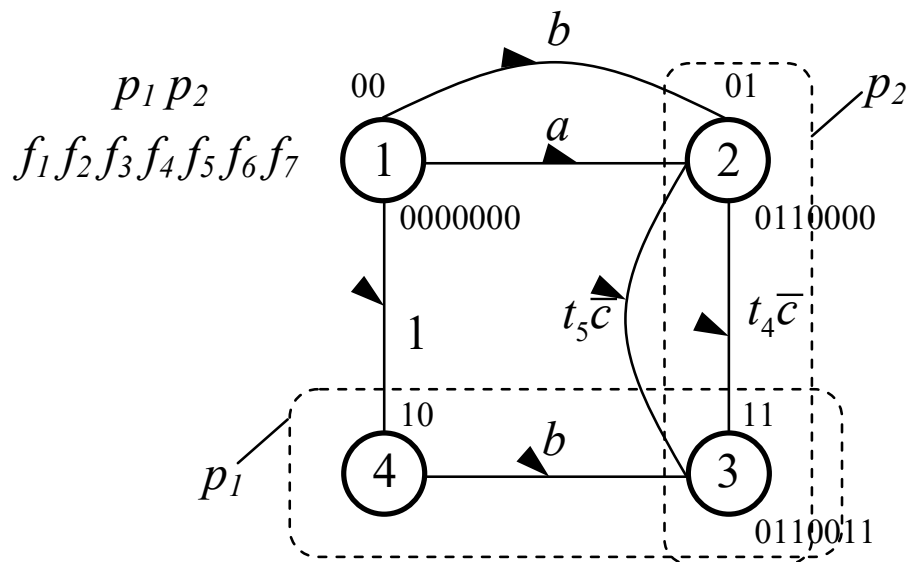 b
00
01
p₁ p₂
p₂
f₁ f₂ f₃ f₄ f₅ f₆ f₇
1
a
2
0000000
0110000
t₅c̅
t₄c̅
1
10
11
b
p₁
4
3
0110011